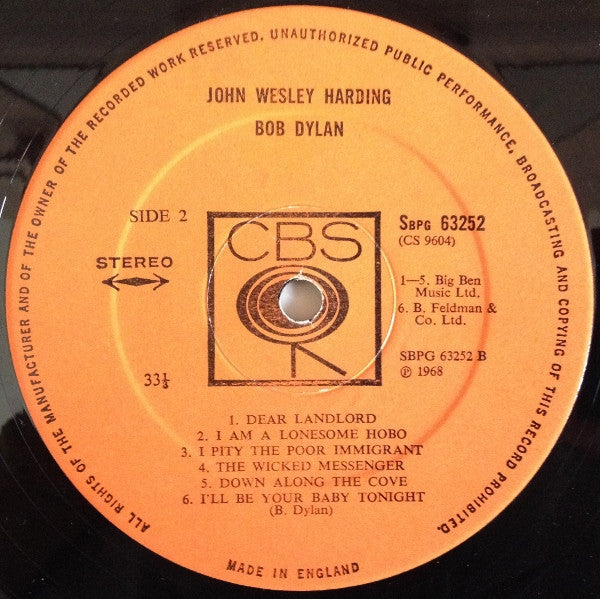 ALL RIGHTS OF THE MANUFACTURER AND OF THE OWNER OF THE RECORDED WORK RESERVED. UNAUTHORIZED PUBLIC PERFORMANCE, BROADCASTING AND COPYING OF THIS RECORD PROHIBITED.
JOHN WESLEY HARDING
BOB DYLAN
SIDE 2
STEREO
33⅓
CBS
SBPG 63252
(CS 9604)
1—5. Big Ben
Music Ltd.
6. B. Feldman &
Co. Ltd.
SBPG 63252 B
℗ 1968
1. DEAR LANDLORD
2. I AM A LONESOME HOBO
3. I PITY THE POOR IMMIGRANT
4. THE WICKED MESSENGER
5. DOWN ALONG THE COVE
6. I'LL BE YOUR BABY TONIGHT
(B. Dylan)
MADE IN ENGLAND